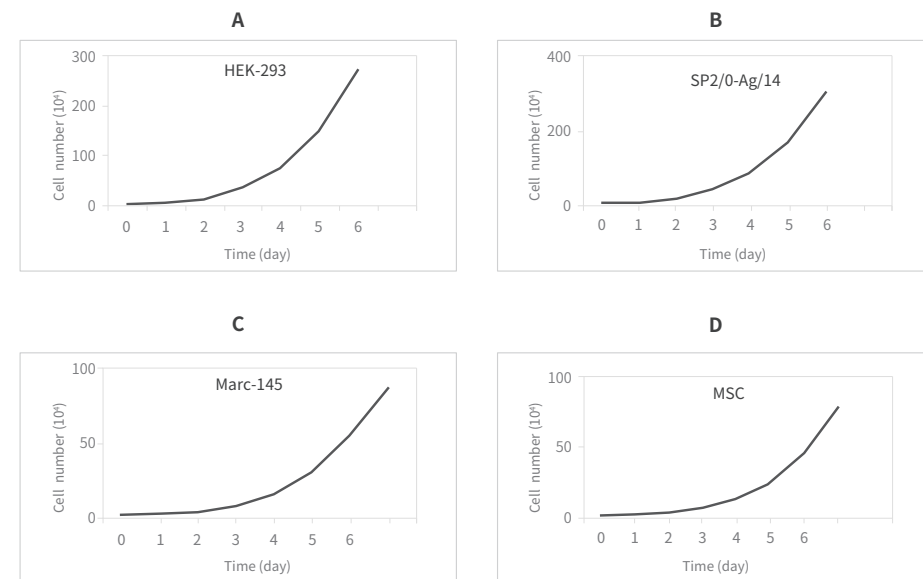 A
300
HEK-293
200
100
0
Cell number (10⁴)
0 1 2 3 4 5 6
Time (day)
B
400
SP2/0-Ag/14
200
0
Cell number (10⁴)
0 1 2 3 4 5 6
Time (day)
C
100
Marc-145
50
0
Cell number (10⁴)
0 1 2 3 4 5 6
Time (day)
D
100
MSC
50
0
Cell number (10⁴)
0 1 2 3 4 5 6
Time (day)